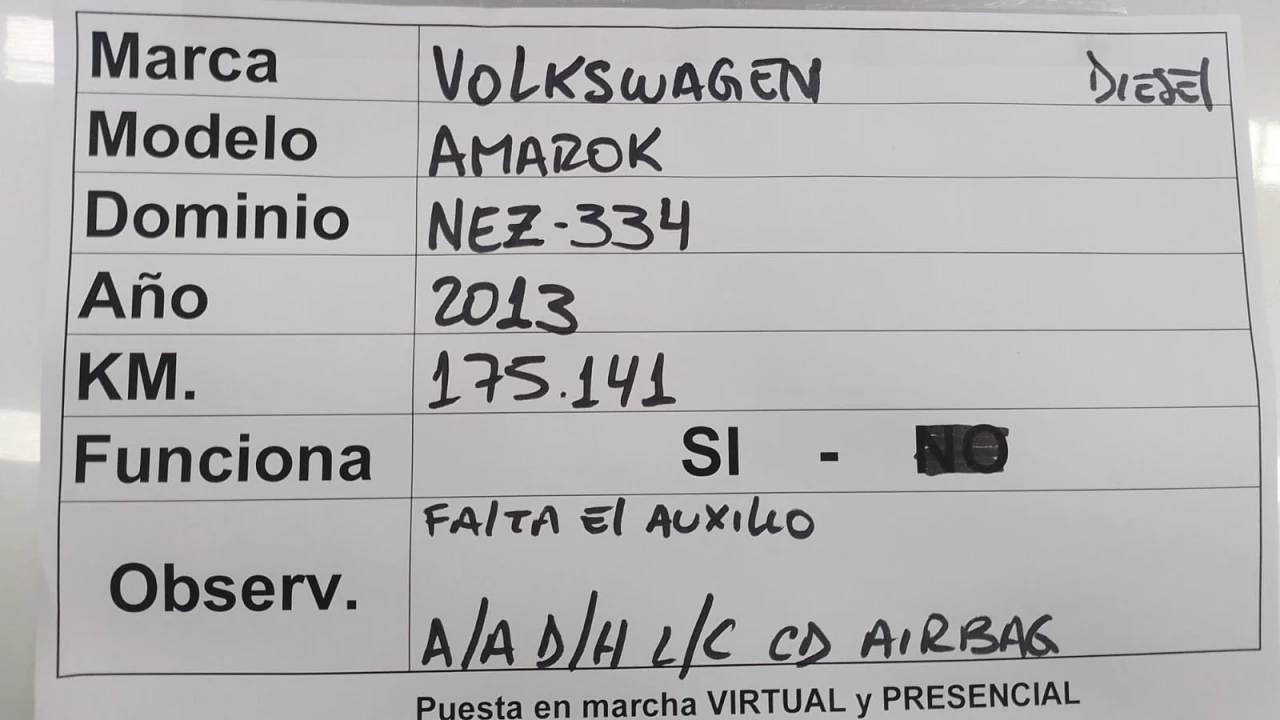 Marca VOLKSWAGEN DIESEL
Modelo AMAROK
Dominio NEZ-334
Año 2013
KM. 175.141
Funciona SI - NO
Observ. FAlTA El AUXILIO
A/A D/H L/C CD AIRBAG
Puesta en marcha VIRTUAL y PRESENCIAL